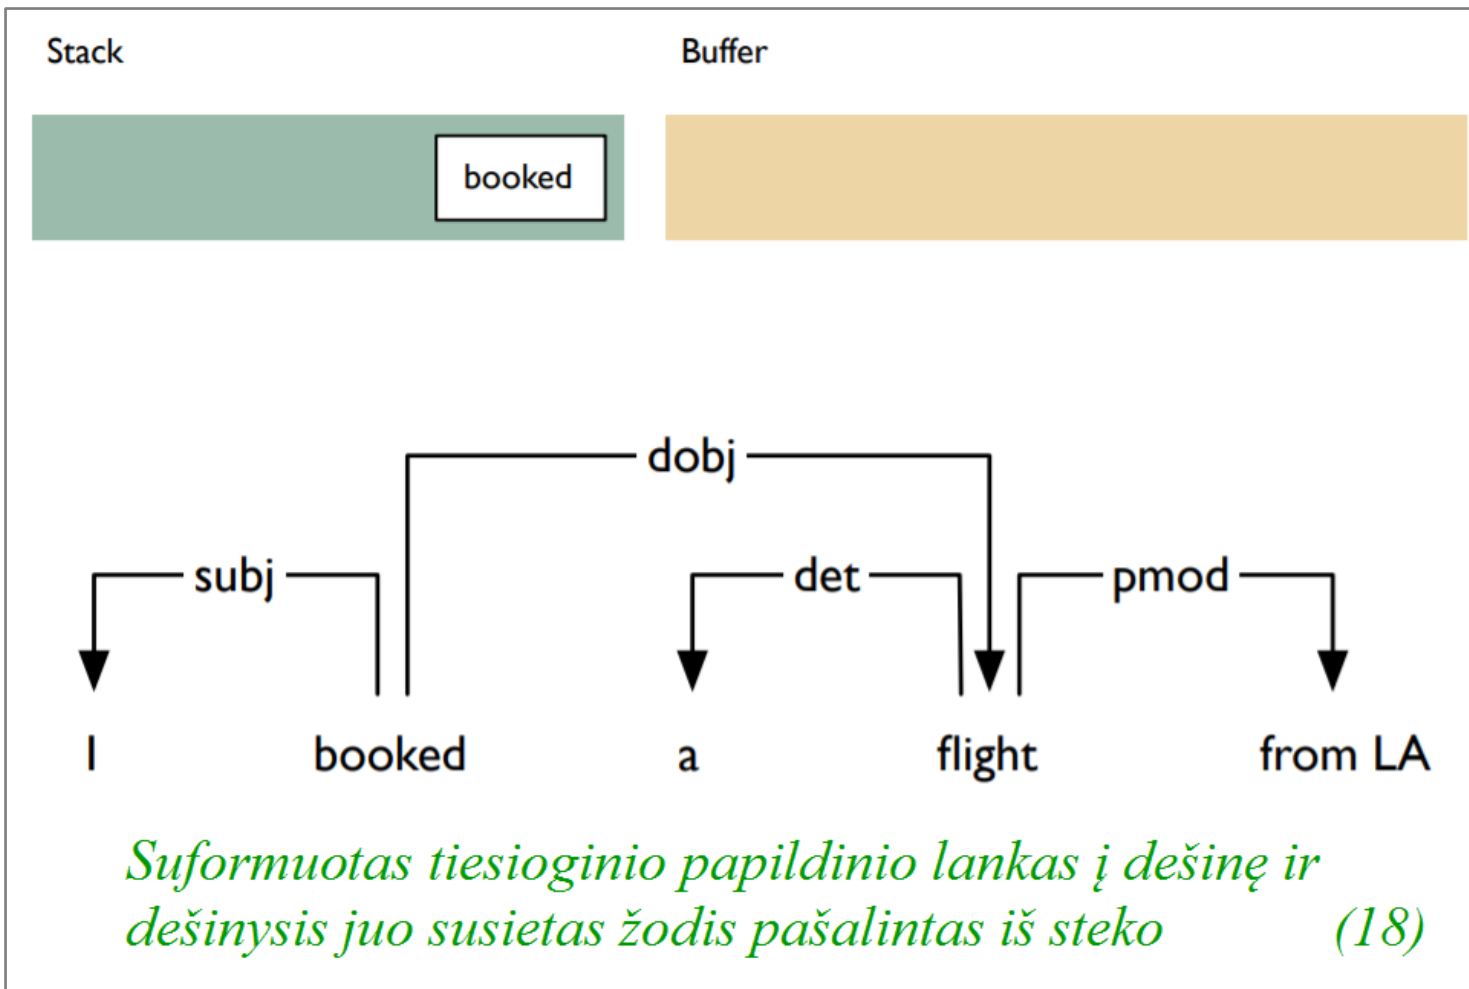 Stack Buffer
booked
dobj
subj det pmod
I booked a flight from LA
Suformuotas tiesioginio papildinio lankas į dešinę ir
dešinysis juo susietas žodis pašalintas iš steko (18)